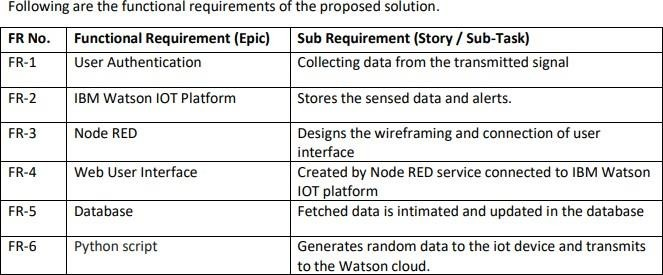 Following are the functional requirements of the proposed solution.
FR No. Functional Requirement (Epic) Sub Requirement (Story / Sub-Task)
FR-1 User Authentication Collecting data from the transmitted signal
FR-2 IBM Watson IOT Platform Stores the sensed data and alerts.
FR-3 Node RED Designs the wireframing and connection of user
interface
FR-4 Web User Interface Created by Node RED service connected to IBM Watson
IOT platform
FR-5 Database Fetched data is intimated and updated in the database
FR-6 Python script Generates random data to the iot device and transmits
to the Watson cloud.